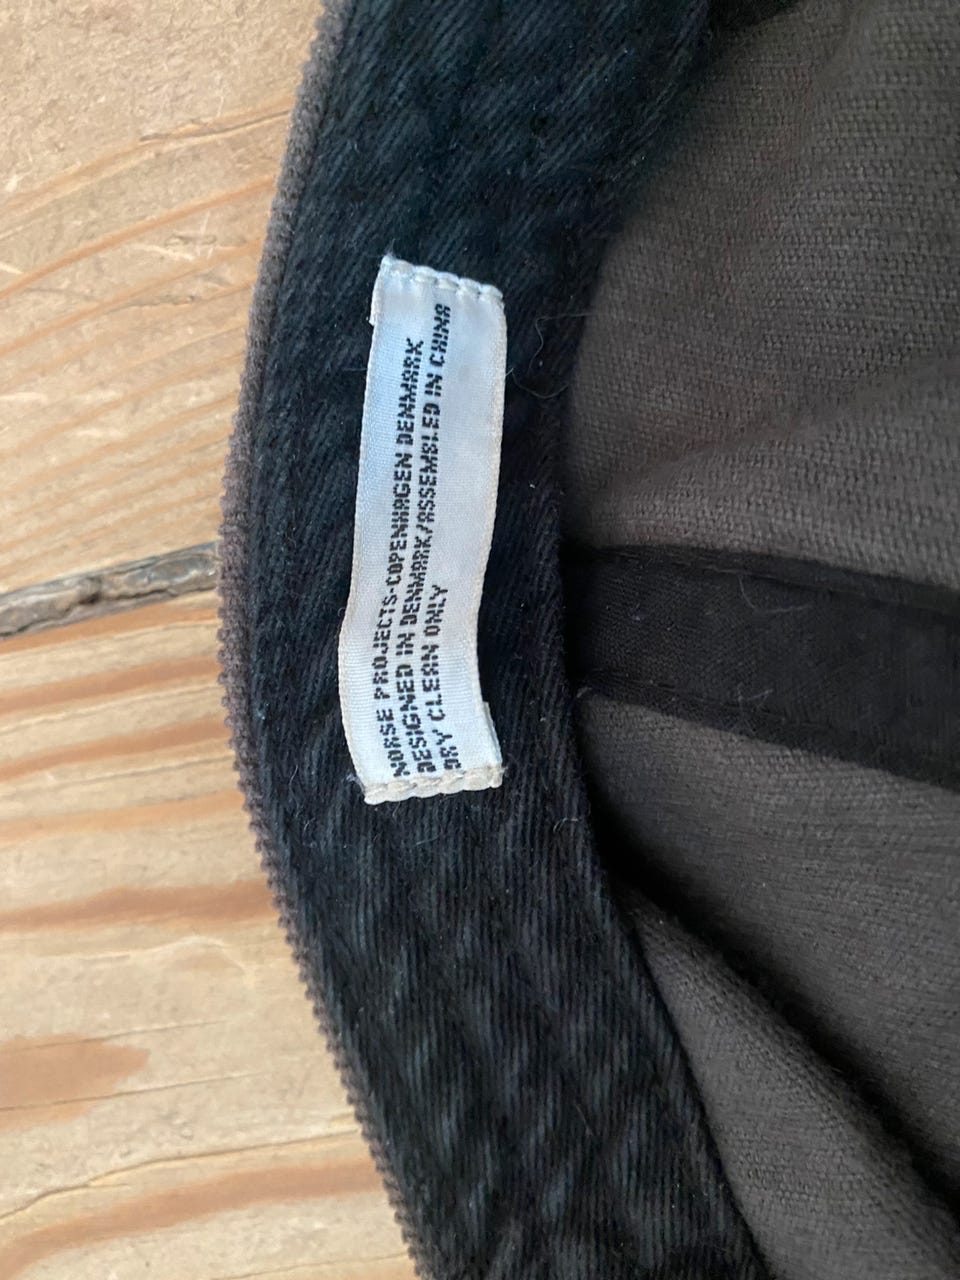 NORSE PROJECTS-COPENHAGEN DENMARK
DESIGNED IN DENMARK/ASSEMBLED IN CHINA
DRY CLEAN ONLY